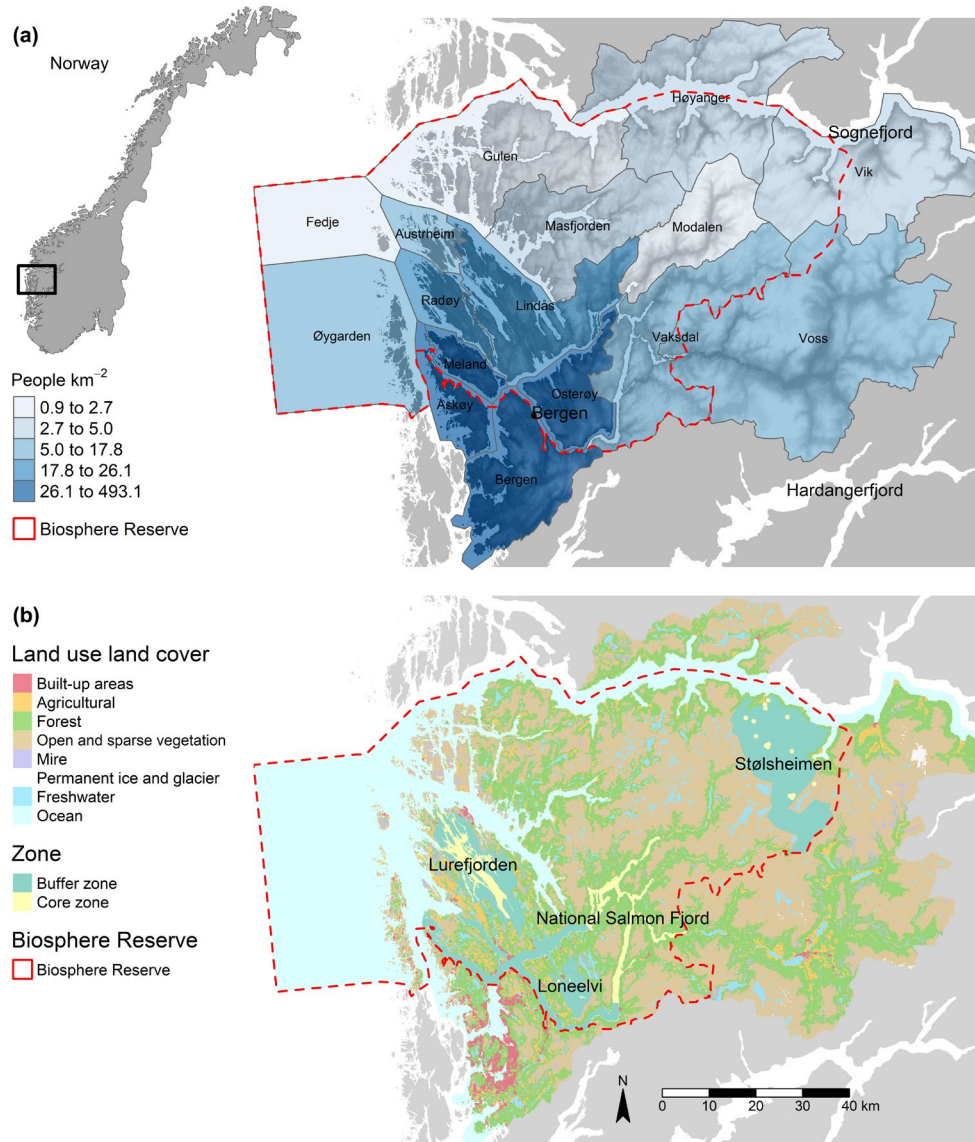 (a)
Norway
People km⁻²
0.9 to 2.7
2.7 to 5.0
5.0 to 17.8
17.8 to 26.1
26.1 to 493.1
Biosphere Reserve
Høyanger
Sognefjord
Gulen
Vik
Fedje
Austrheim
Masfjorden
Modalen
Radøy
Lindås
Øygarden
Vaksdal
Voss
Meland
Osterøy
Askøy
Bergen
Bergen
Hardangerfjord
(b)
Land use land cover
Built-up areas
Agricultural
Forest
Open and sparse vegetation
Mire
Permanent ice and glacier
Freshwater
Ocean
Zone
Buffer zone
Core zone
Biosphere Reserve
Biosphere Reserve
Stølsheimen
Lurefjorden
National Salmon Fjord
Loneelvi
N
0 10 20 30 40 km